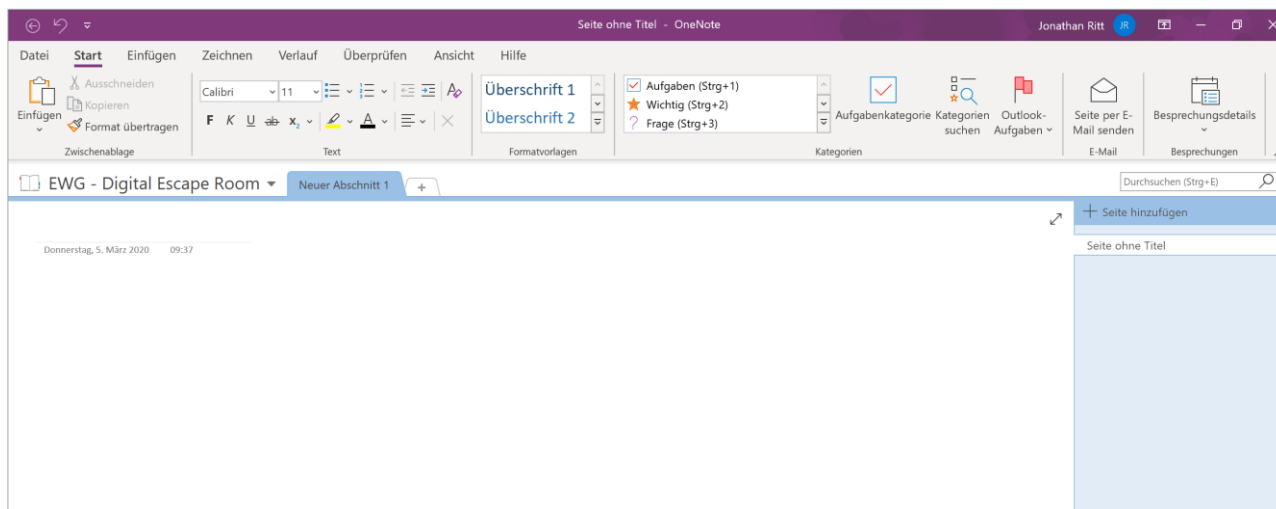 Seite ohne Titel - OneNote
Jonathan Ritt JR
Datei Start Einfügen Zeichnen Verlauf Überprüfen Ansicht Hilfe
Einfügen
Ausschneiden
Kopieren
Format übertragen
Zwischenablage
Calibri 11
F K U ab x₂ A
Text
Überschrift 1
Überschrift 2
Formatvorlagen
Aufgaben (Strg+1)
Wichtig (Strg+2)
Frage (Strg+3)
Aufgabenkategorie
Kategorien
suchen
Outlook-
Aufgaben
Kategorien
Seite per E-
Mail senden
E-Mail
Besprechungsdetails
Besprechungen
EWG - Digital Escape Room
Neuer Abschnitt 1
Durchsuchen (Strg+E)
Seite hinzufügen
Seite ohne Titel
Donnerstag, 5. März 2020 09:37